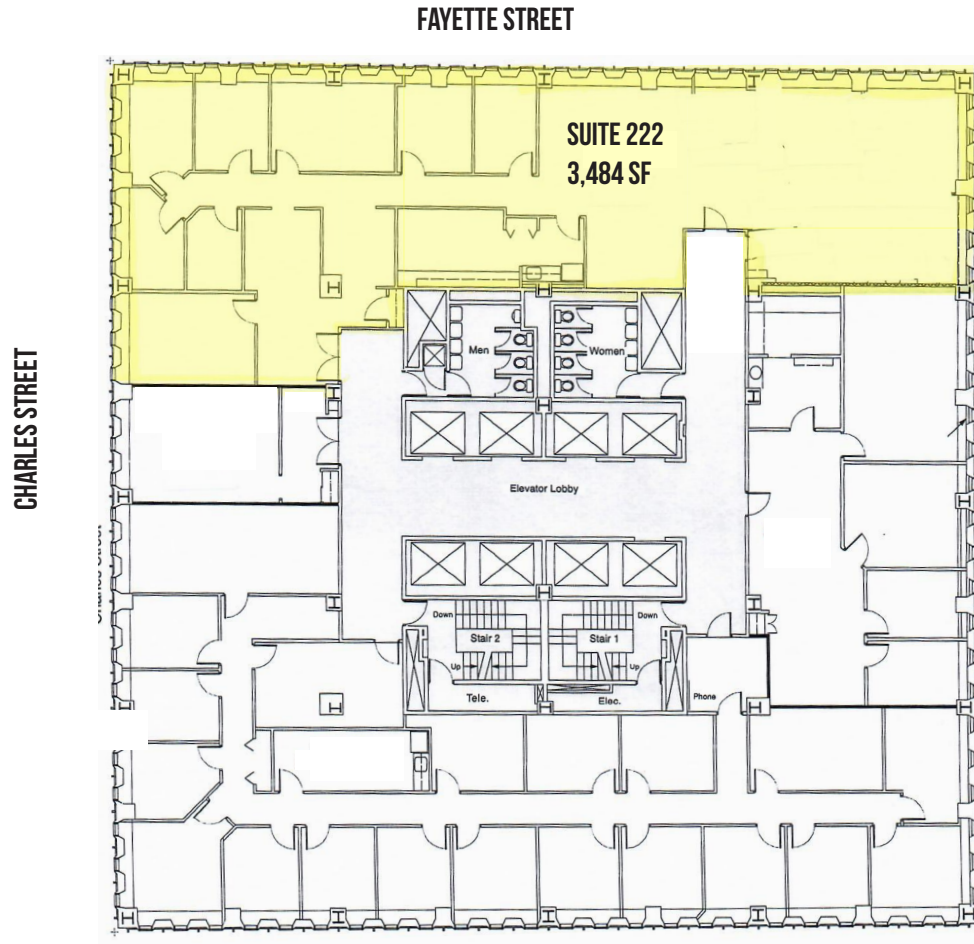 FAYETTE STREET
SUITE 222
3,484 SF
CHARLES STREET
Men
Women
Elevator Lobby
Down
Down
Stair 2
Stair 1
Up
Up
Tele.
Elec.
Phone